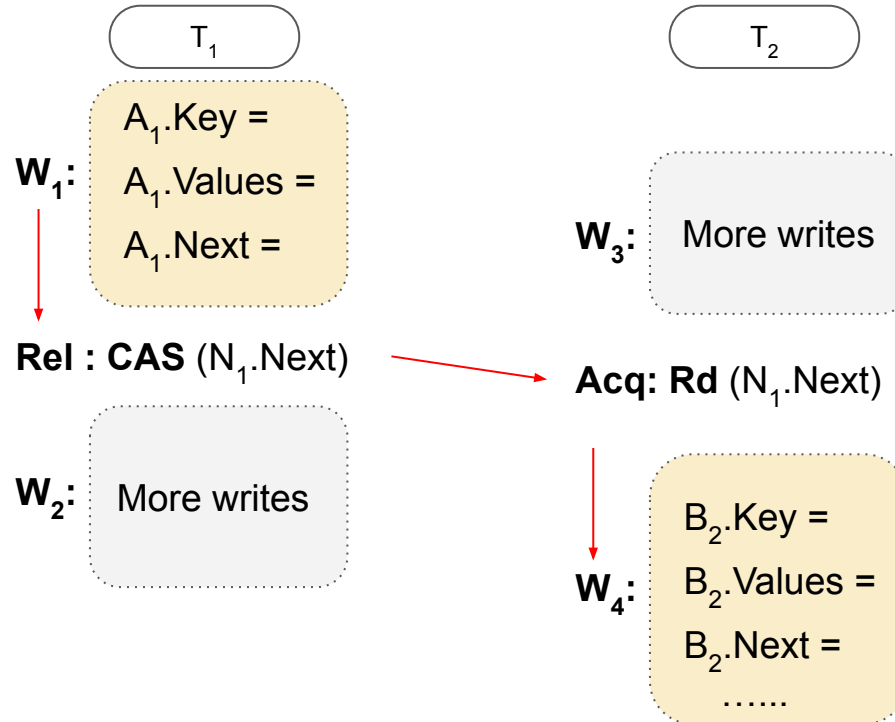 T₁
A₁.Key =
W₁: A₁.Values =
A₁.Next =
Rel : CAS (N₁.Next)
W₂: More writes
T₂
W₃: More writes
Acq: Rd (N₁.Next)
B₂.Key =
W₄: B₂.Values =
B₂.Next =
…...